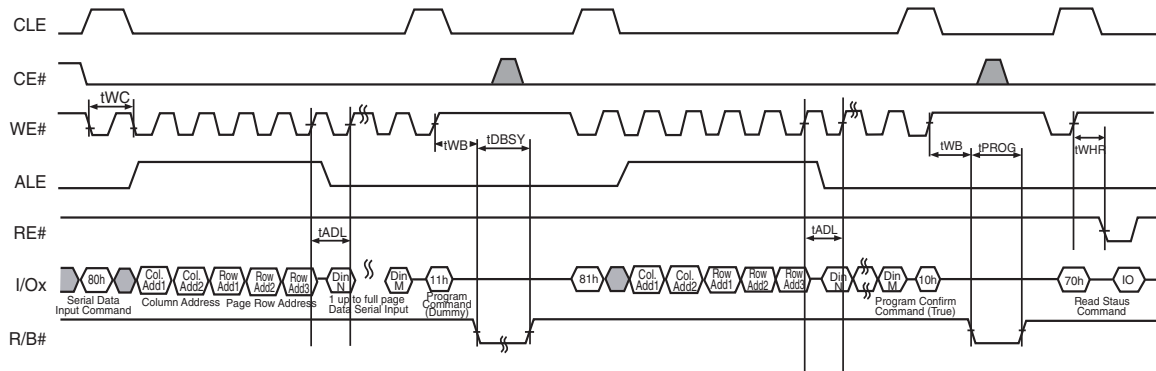 CLE
CE#
tWC
WE#
tWB
tDBSY
tWB
tPROG
tWHR
ALE
RE#
tADL
tADL
I/Ox
80h
Col.
Add1
Col.
Add2
Row
Add1
Row
Add2
Row
Add3
Din
N
Din
M
11h
81h
Col.
Add1
Col.
Add2
Row
Add1
Row
Add2
Row
Add3
Din
N
Din
M
10h
70h
IO
Serial Data
Input Command
Column Address
Page Row Address
1 up to full page
Data Serial Input
Program
Command
(Dummy)
Program Confirm
Command (True)
Read Staus
Command
R/B#